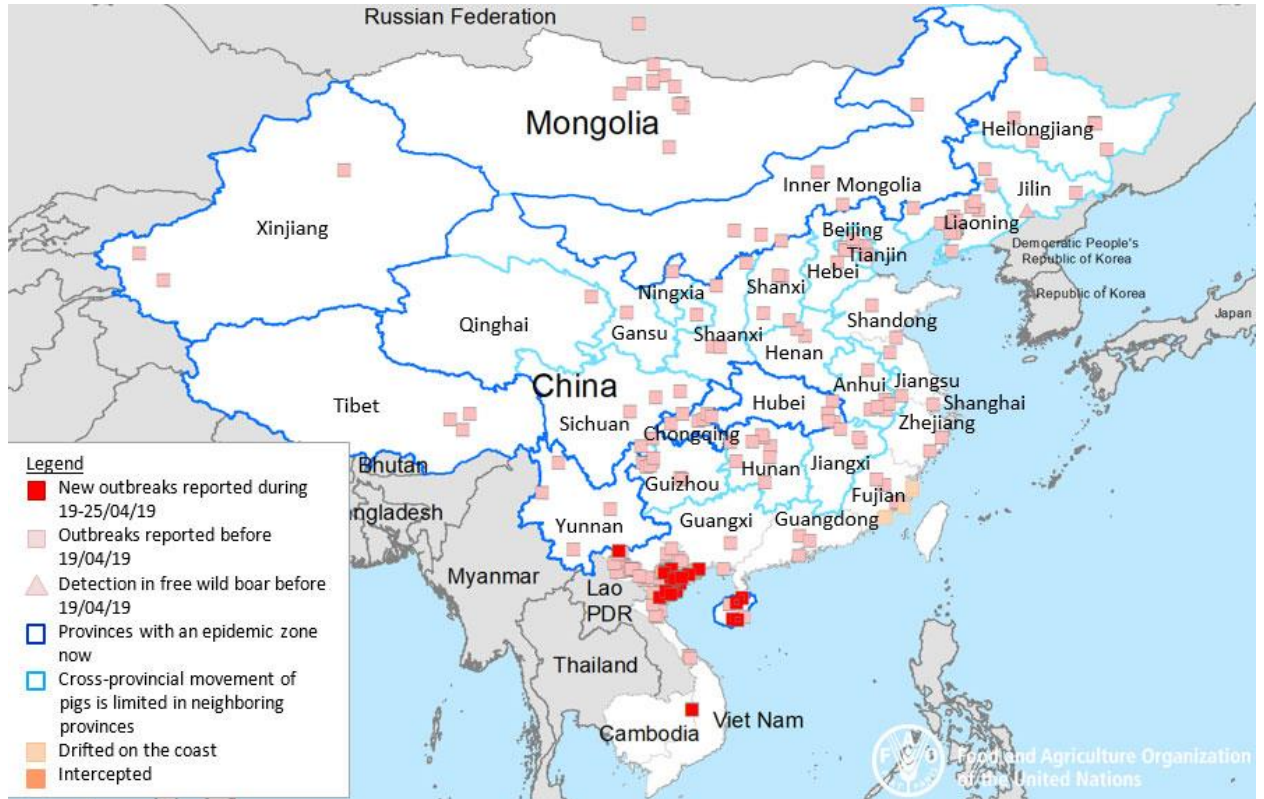 Russian Federation
Mongolia
Heilongjiang
Inner Mongolia
Jilin
Xinjiang
Beijing
Liaoning
Tianjin
Democratic People's
Republic of Korea
Hebei
Ningxia
Shanxi
Republic of Korea
Qinghai
Gansu
Shaanxi
Shandong
Japan
Henan
China
Anhui
Jiangsu
Tibet
Hubei
Shanghai
Sichuan
Zhejiang
Chongqing
Hunan
Jiangxi
Guizhou
Fujian
Yunnan
Guangxi
Guangdong
Bhutan
ngladesh
Myanmar
Lao
PDR
Thailand
Viet Nam
Cambodia
Legend
New outbreaks reported during
19-25/04/19
Outbreaks reported before
19/04/19
Detection in free wild boar before
19/04/19
Provinces with an epidemic zone
now
Cross-provincial movement of
pigs is limited in neighboring
provinces
Drifted on the coast
Intercepted
Food and Agriculture Organization
of the United Nations